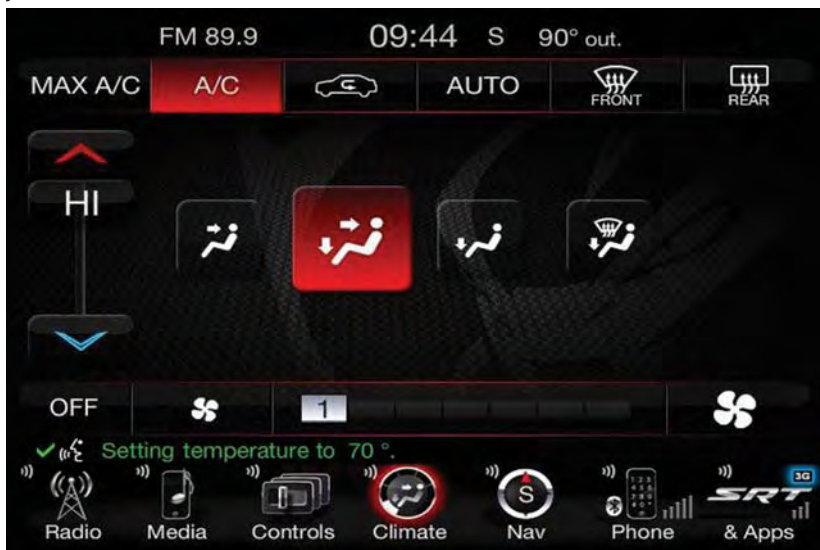 FM 89.9 09:44 S 90° out.
MAX A/C A/C AUTO FRONT REAR
HI
OFF 1
Setting temperature to 70 °.
S 3G
SRT
Radio Media Controls Climate Nav Phone & Apps